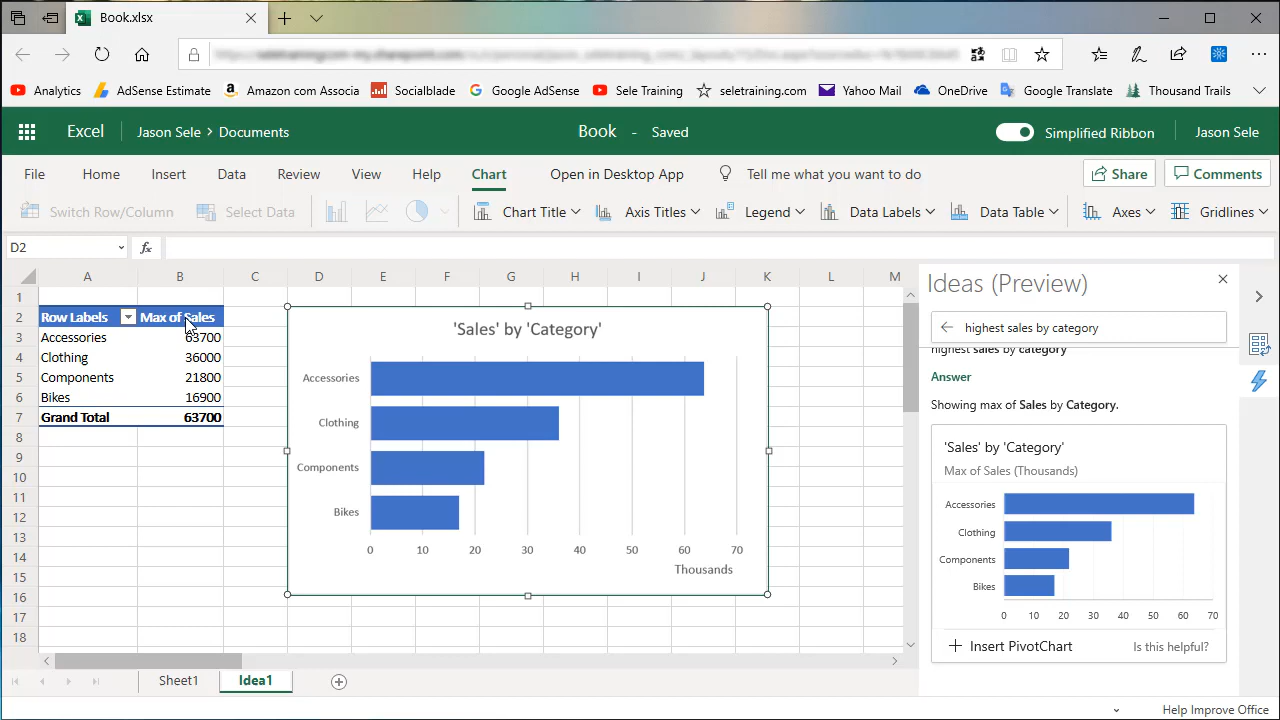 Book.xlsx
Analytics AdSense Estimate Amazon com Associa Socialblade Google AdSense Sele Training seletraining.com Yahoo Mail OneDrive Google Translate Thousand Trails
Excel Jason Sele > Documents Book - Saved Simplified Ribbon Jason Sele
File Home Insert Data Review View Help Chart Open in Desktop App Tell me what you want to do Share Comments
Switch Row/Column Select Data Chart Title Axis Titles Legend Data Labels Data Table Axes Gridlines
D2 fx
A B C D E F G H I J K L M
1
2 Row Labels Max of Sales
3 Accessories 63700
4 Clothing 36000
5 Components 21800
6 Bikes 16900
7 Grand Total 63700
8
9
10
11
12
13
14
15
16
17
18
'Sales' by 'Category'
Accessories
Clothing
Components
Bikes
0 10 20 30 40 50 60 70
Thousands
Ideas (Preview)
highest sales by category
highest sales by category
Answer
Showing max of Sales by Category.
'Sales' by 'Category'
Max of Sales (Thousands)
Accessories
Clothing
Components
Bikes
0 10 20 30 40 50 60 70
Insert PivotChart Is this helpful?
Sheet1 Idea1
Help Improve Office